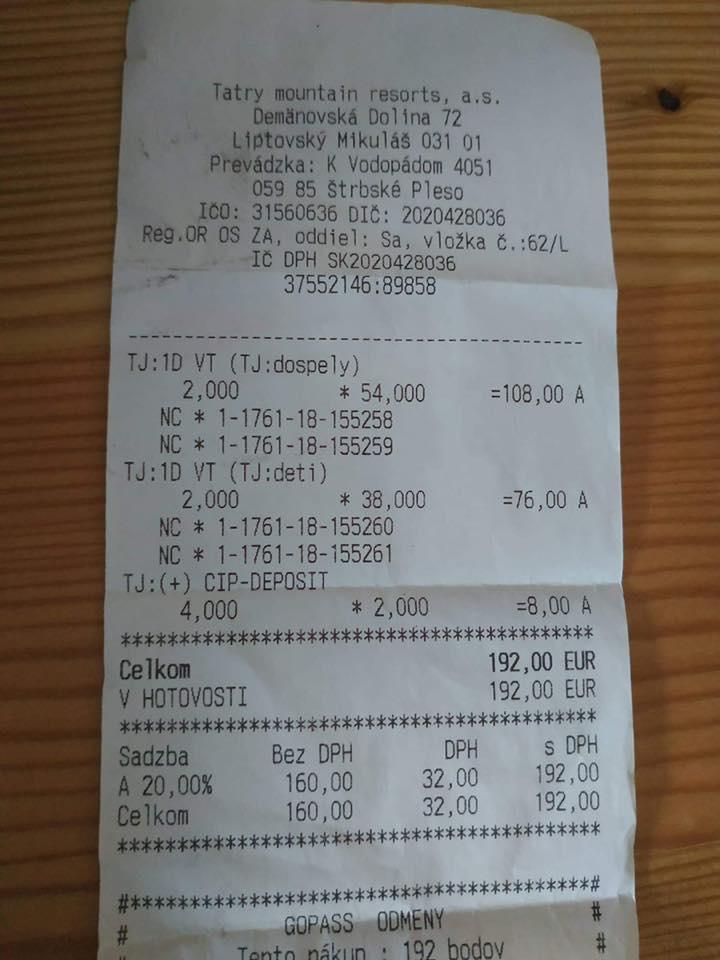 Tatry mountain resorts, a.s.
Demänovská Dolina 72
Liptovský Mikuláš 031 01
Prevádzka: K Vodopádom 4051
059 85 Štrbské Pleso
IČO: 31560636 DIČ: 2020428036
Reg.OR OS ZA, oddiel: Sa, vložka č.:62/L
IČ DPH SK2020428036
37552146:89858
---------------------------------------
TJ:1D VT (TJ:dospely)
2,000 * 54,000 =108,00 A
NC * 1-1761-18-155258
NC * 1-1761-18-155259
TJ:1D VT (TJ:deti)
2,000 * 38,000 =76,00 A
NC * 1-1761-18-155260
NC * 1-1761-18-155261
TJ:(+) CIP-DEPOSIT
4,000 * 2,000 =8,00 A
******************************************
Celkom 192,00 EUR
V HOTOVOSTI 192,00 EUR
******************************************
Sadzba Bez DPH DPH s DPH
A 20,00% 160,00 32,00 192,00
Celkom 160,00 32,00 192,00
******************************************
#****************************************#
# GOPASS ODMENY #
# Tento nákup : 192 bodov #